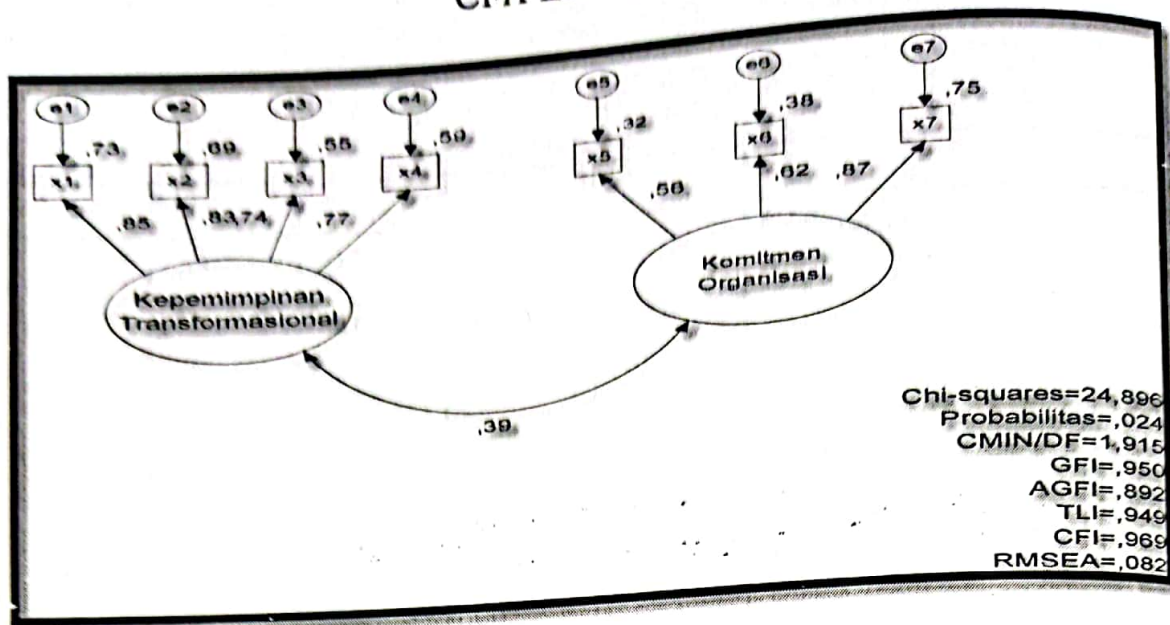 e1 e2 e3 e4 e5 e6 e7
,73 ,69 ,55 ,59 ,32 ,38 ,75
x1 x2 x3 x4 x5 x6 x7
,85 ,83 ,74 ,77 ,56 ,62 ,87
Kepemimpinan
Transformasional
Komitmen
Organisasi
,39
Chi-squares=24,896
Probabilitas=,024
CMIN/DF=1,915
GFI=,950
AGFI=,892
TLI=,949
CFI=,969
RMSEA=,082